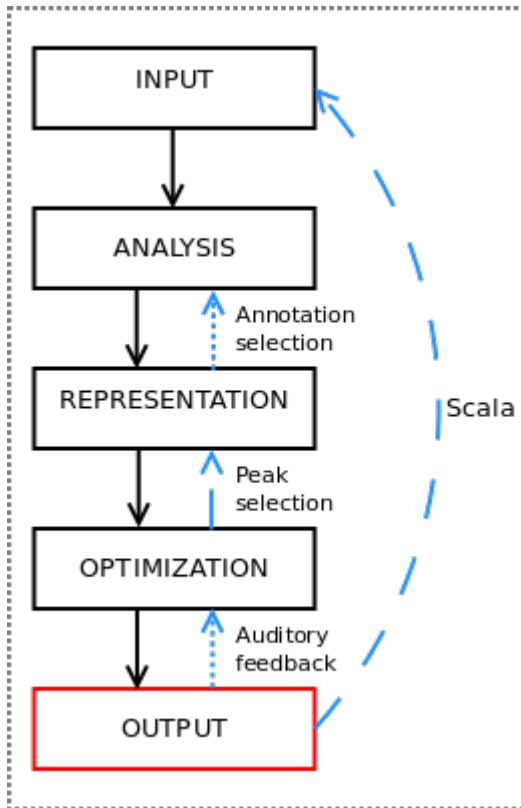 INPUT
ANALYSIS
Annotation
selection
REPRESENTATION
Scala
Peak
selection
OPTIMIZATION
Auditory
feedback
OUTPUT